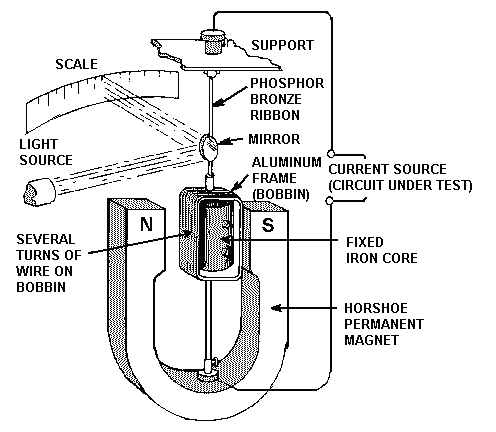 SUPPORT
SCALE
PHOSPHOR
BRONZE
RIBBON
MIRROR
LIGHT
SOURCE
ALUMINUM
FRAME
(BOBBIN)
CURRENT SOURCE
(CIRCUIT UNDER TEST)
N
S
SEVERAL
TURNS OF
WIRE ON
BOBBIN
FIXED
IRON CORE
HORSHOE
PERMANENT
MAGNET